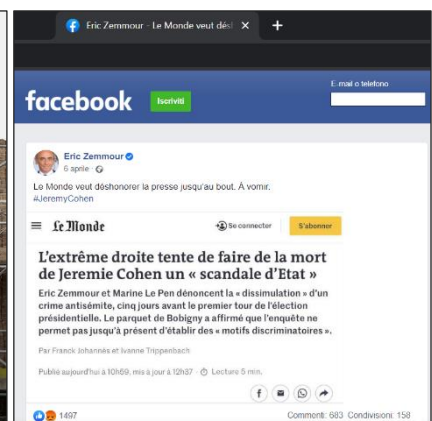 Eric Zemmour - Le Monde veut dés
facebook
Iscriviti
E-mail o telefono
Eric Zemmour
6 aprile
Le Monde veut déshonorer la presse jusqu'au bout. À vomir.
#JeremyCohen
Le Monde
Se connecter
S'abonner
L'extrême droite tente de faire de la mort
de Jeremie Cohen un « scandale d'Etat »
Eric Zemmour et Marine Le Pen dénoncent la « dissimulation » d'un
crime antisémite, cinq jours avant le premier tour de l'élection
présidentielle. Le parquet de Bobigny a affirmé que l'enquête ne
permet pas jusqu'à présent d'établir des « motifs discriminatoires ».
Par Franck Johannès et Ivanne Trippenbach
Publié aujourd'hui à 10h59, mis à jour à 12h37 · Lecture 5 min.
1497
Commenti: 683 Condivisioni: 158